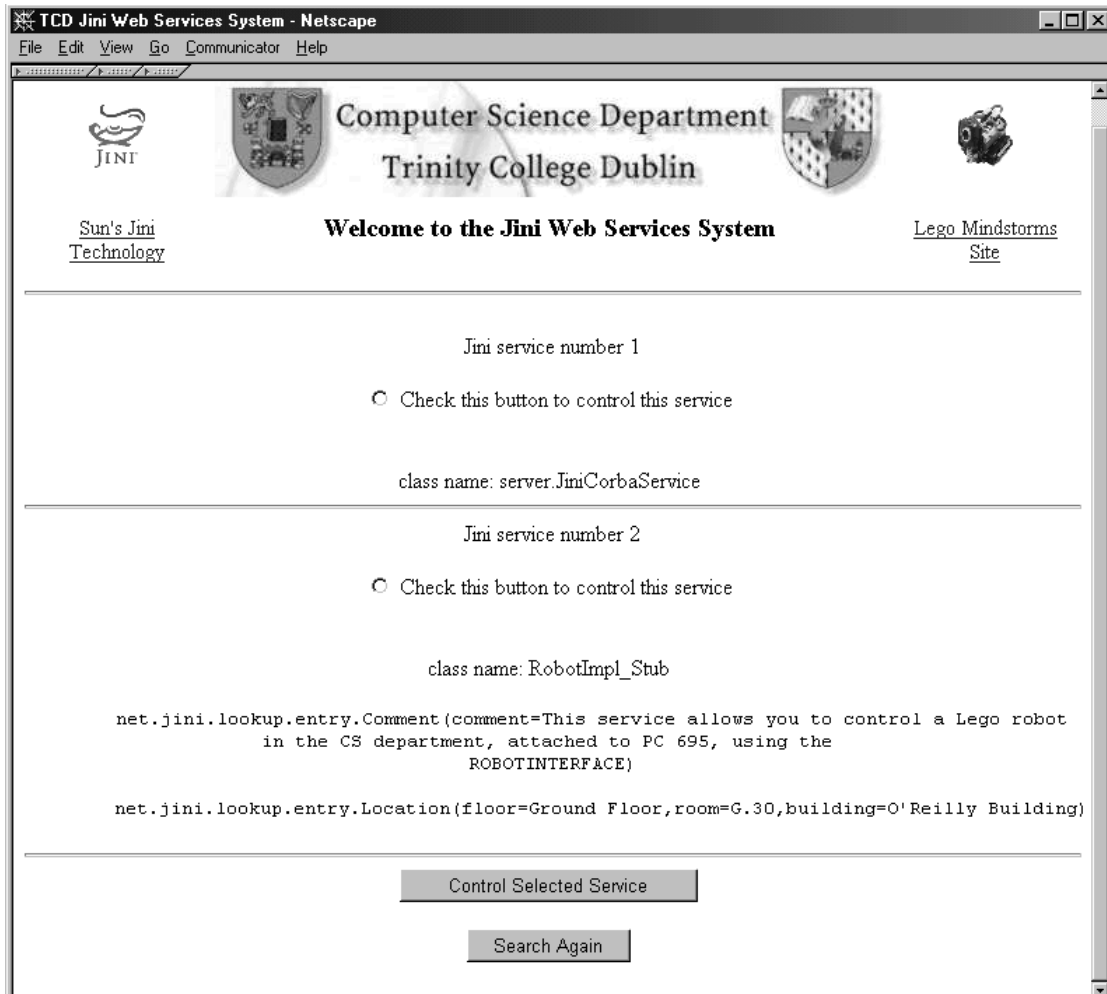 TCD Jini Web Services System - Netscape
File Edit View Go Communicator Help
JINI
Computer Science Department
Trinity College Dublin
Sun's Jini
Technology
Welcome to the Jini Web Services System
Lego Mindstorms
Site
Jini service number 1
Check this button to control this service
class name: server.JiniCorbaService
Jini service number 2
Check this button to control this service
class name: RobotImpl_Stub
net.jini.lookup.entry.Comment(comment=This service allows you to control a Lego robot
in the CS department, attached to PC 695, using the
ROBOTINTERFACE)
net.jini.lookup.entry.Location(floor=Ground Floor,room=G.30,building=O'Reilly Building)
Control Selected Service
Search Again